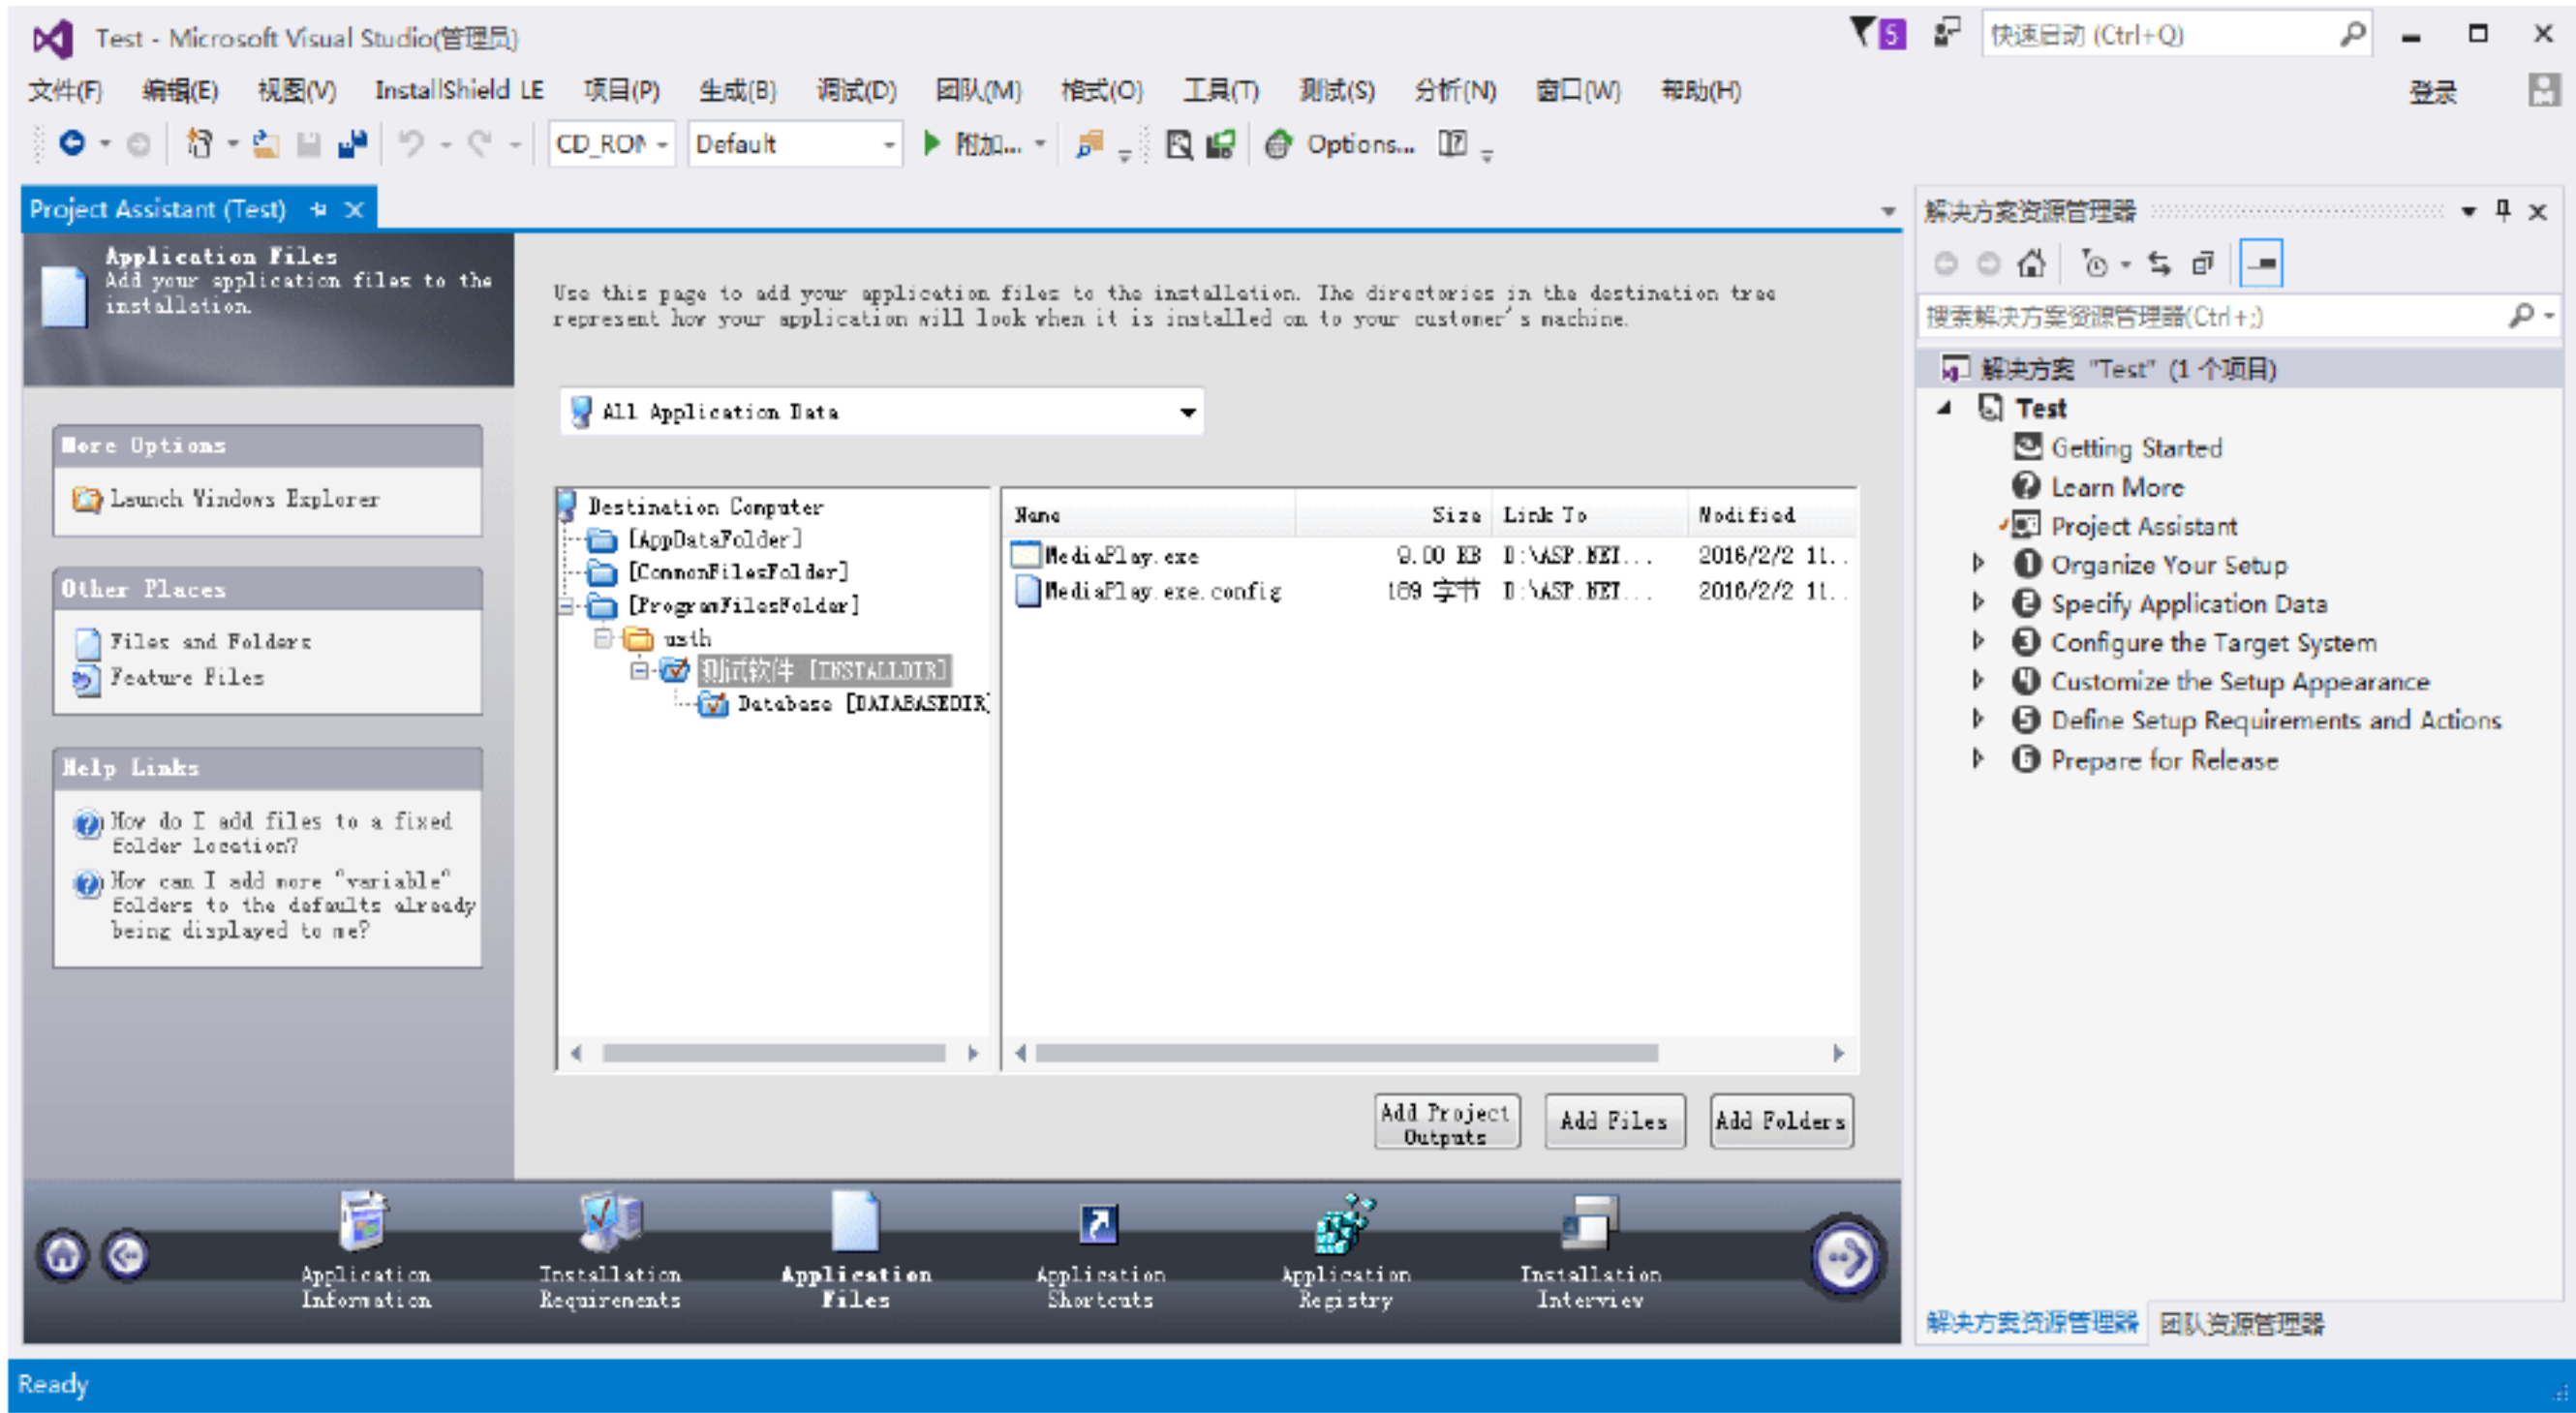 Test - Microsoft Visual Studio(管理员)
5
快速启动 (Ctrl+Q)
文件(F) 编辑(E) 视图(V) InstallShield LE 项目(P) 生成(B) 调试(D) 团队(M) 格式(O) 工具(T) 测试(S) 分析(N) 窗口(W) 帮助(H)
登录
CD_ROM Default 附加... Options...
Project Assistant (Test)
Application Files
Add your application files to the
installation.
Use this page to add your application files to the installation. The directories in the destination tree
represent how your application will look when it is installed on to your customer's machine.
All Application Data
More Options
Launch Windows Explorer
Other Places
Files and Folders
Feature Files
Help Links
How do I add files to a fixed
folder location?
How can I add more "variable"
folders to the defaults already
being displayed to me?
Destination Computer
[AppDataFolder]
[CommonFilesFolder]
[ProgramFilesFolder]
usth
测试软件 [INSTALLDIR]
Database [DATABASEDIR]
Name Size Link To Modified
MediaPlay.exe 9.00 KB D:\ASP.NET... 2016/2/2 11..
MediaPlay.exe.config 189 字节 D:\ASP.NET... 2016/2/2 11..
Add Project
Outputs
Add Files
Add Folders
Application
Information
Installation
Requirements
Application
Files
Application
Shortcuts
Application
Registry
Installation
Interview
解决方案资源管理器
搜索解决方案资源管理器(Ctrl+;)
解决方案 "Test" (1 个项目)
Test
Getting Started
Learn More
Project Assistant
1 Organize Your Setup
2 Specify Application Data
3 Configure the Target System
4 Customize the Setup Appearance
5 Define Setup Requirements and Actions
6 Prepare for Release
解决方案资源管理器 团队资源管理器
Ready